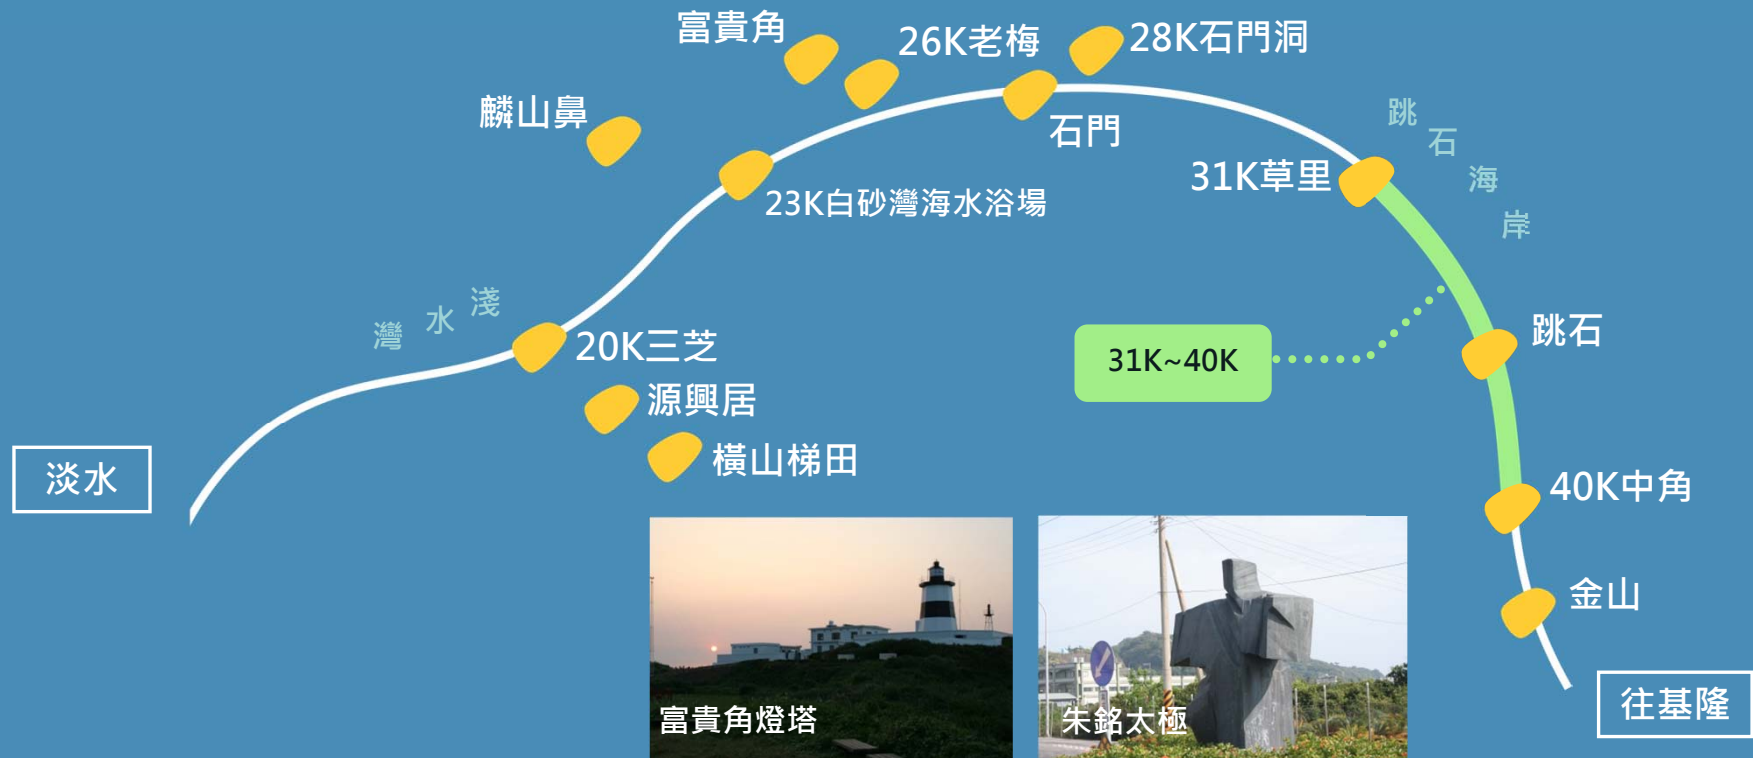 富貴角
26K老梅
28K石門洞
麟山鼻
石門
跳石海岸
31K草里
23K白砂灣海水浴場
淺水灣
20K三芝
跳石
31K~40K
源興居
橫山梯田
淡水
40K中角
金山
往基隆
富貴角燈塔
朱銘太極